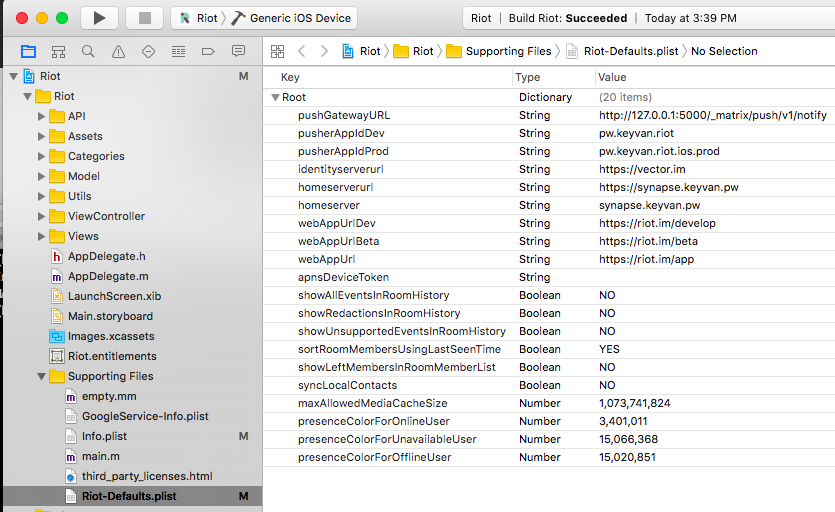 Riot
Generic iOS Device
Riot | Build Riot: Succeeded | Today at 3:39 PM
Riot Riot Supporting Files Riot-Defaults.plist No Selection
Riot M
Riot
API
Assets
Categories
Model
Utils
ViewController
Views
h AppDelegate.h
m AppDelegate.m
LaunchScreen.xib
Main.storyboard
Images.xcassets
Riot.entitlements
Supporting Files
m empty.mm
GoogleService-Info.plist
Info.plist M
m main.m
third_party_licenses.html
Riot-Defaults.plist M
Key Type Value
Root Dictionary (20 items)
pushGatewayURL String http://127.0.0.1:5000/_matrix/push/v1/notify
pusherAppIdDev String pw.keyvan.riot
pusherAppIdProd String pw.keyvan.riot.ios.prod
identityserverurl String https://vector.im
homeserverurl String https://synapse.keyvan.pw
homeserver String synapse.keyvan.pw
webAppUrlDev String https://riot.im/develop
webAppUrlBeta String https://riot.im/beta
webAppUrl String https://riot.im/app
apnsDeviceToken String
showAllEventsInRoomHistory Boolean NO
showRedactionsInRoomHistory Boolean NO
showUnsupportedEventsInRoomHistory Boolean NO
sortRoomMembersUsingLastSeenTime Boolean YES
showLeftMembersInRoomMemberList Boolean NO
syncLocalContacts Boolean NO
maxAllowedMediaCacheSize Number 1,073,741,824
presenceColorForOnlineUser Number 3,401,011
presenceColorForUnavailableUser Number 15,066,368
presenceColorForOfflineUser Number 15,020,851